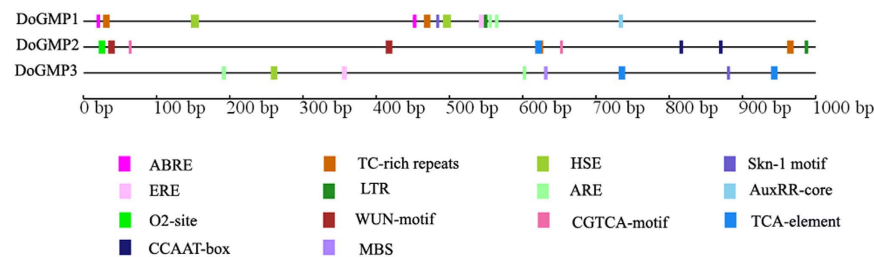 DoGMP1
DoGMP2
DoGMP3
0 bp 100 bp 200 bp 300 bp 400 bp 500 bp 600 bp 700 bp 800 bp 900 bp 1000 bp
ABRE TC-rich repeats HSE Skn-1 motif
ERE LTR ARE AuxRR-core
O2-site WUN-motif CGTCA-motif TCA-element
CCAAT-box MBS